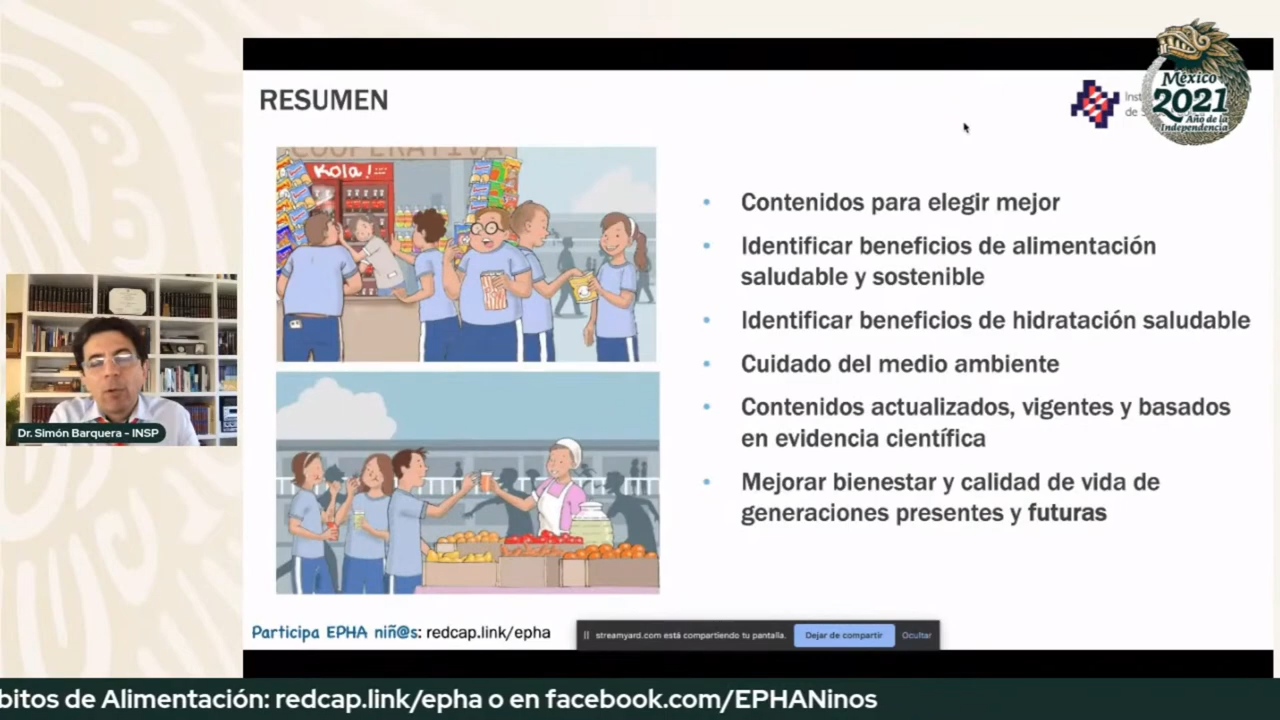 RESUMEN
Inst
de
México
2021
Año de la
Independencia
COOPERATIVA
Kola!
Contenidos para elegir mejor
Identificar beneficios de alimentación
saludable y sostenible
Identificar beneficios de hidratación saludable
Cuidado del medio ambiente
Contenidos actualizados, vigentes y basados
en evidencia científica
Mejorar bienestar y calidad de vida de
generaciones presentes y futuras
Dr. Simón Barquera - INSP
Participa EPHA niñ@s: redcap.link/epha
streamyard.com está compartiendo tu pantalla.
Dejar de compartir
Ocultar
bitos de Alimentación: redcap.link/epha o en facebook.com/EPHANinos